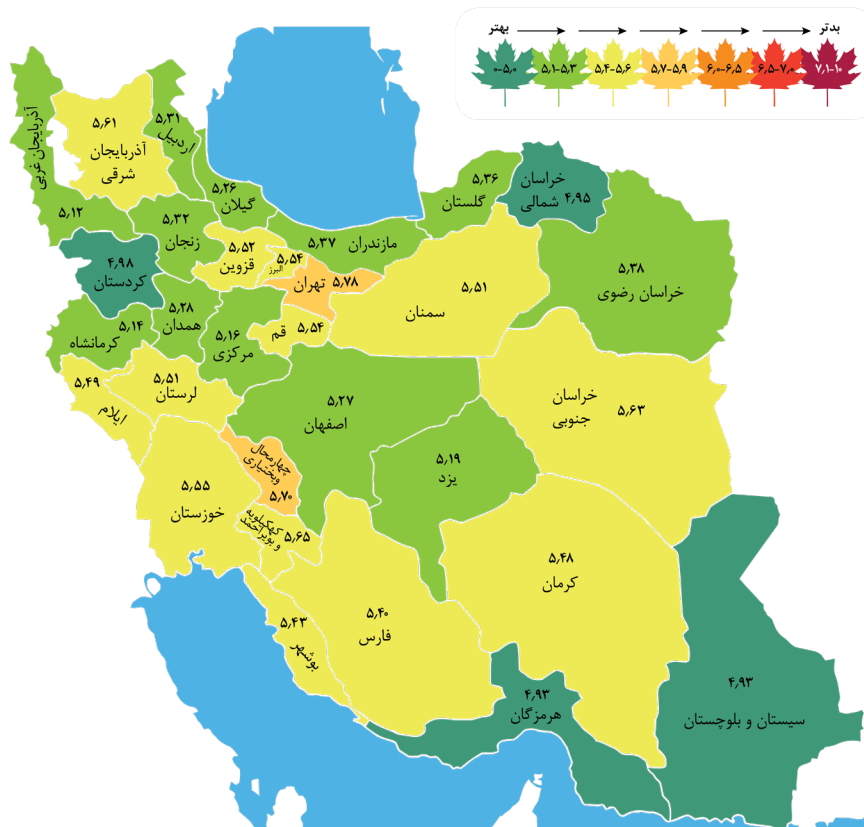 بهتر
بدتر
۰-۵٫۰
۵٫۱-۵٫۳
۵٫۴-۵٫۶
۵٫۷-۵٫۹
۶٫۰-۶٫۵
۶٫۵-۷٫۰
۷٫۱-۱۰
آذربایجان غربی
۵٫۱۲
۵٫۶۱
آذربایجان
شرقی
۵٫۳۱
اردبیل
۵٫۲۶
گیلان
۵٫۳۲
زنجان
۴٫۹۸
کردستان
۵٫۵۲
قزوین
۵٫۵۴
البرز
۵٫۳۷ مازندران
تهران ۵٫۷۸
۵٫۳۶
گلستان
خراسان
شمالی ۴٫۹۵
۵٫۳۸
خراسان رضوی
۵٫۵۱
سمنان
۵٫۲۸
همدان
۵٫۱۴
کرمانشاه
۵٫۱۶
مرکزی
قم ۵٫۵۴
۵٫۴۹
ایلام
۵٫۵۱
لرستان
۵٫۲۷
اصفهان
خراسان
جنوبی
۵٫۶۳
۵٫۱۹
یزد
چهارمحال
وبختیاری
۵٫۷۰
۵٫۵۵
خوزستان
کهکیلویه
و بویراحمد
۵٫۶۵
۵٫۴۸
کرمان
۵٫۴۰
فارس
۵٫۴۳
بوشهر
۴٫۹۳
هرمزگان
۴٫۹۳
سیستان و بلوچستان